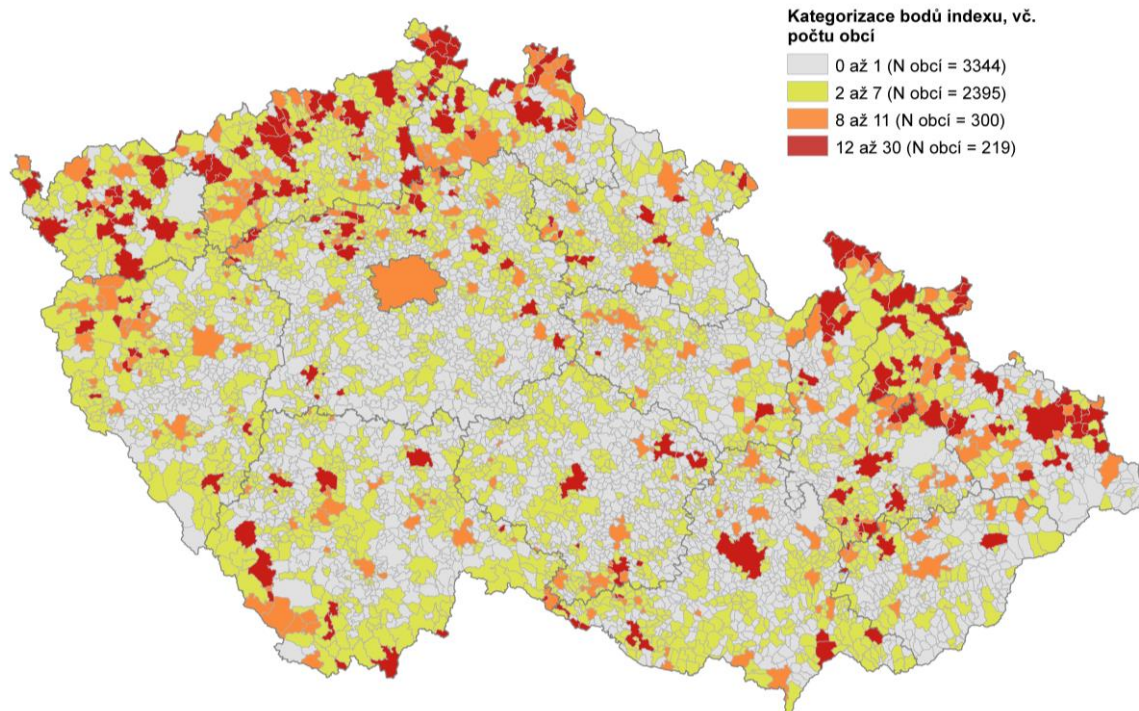 Kategorizace bodů indexu, vč.
počtu obcí
0 až 1 (N obcí = 3344)
2 až 7 (N obcí = 2395)
8 až 11 (N obcí = 300)
12 až 30 (N obcí = 219)